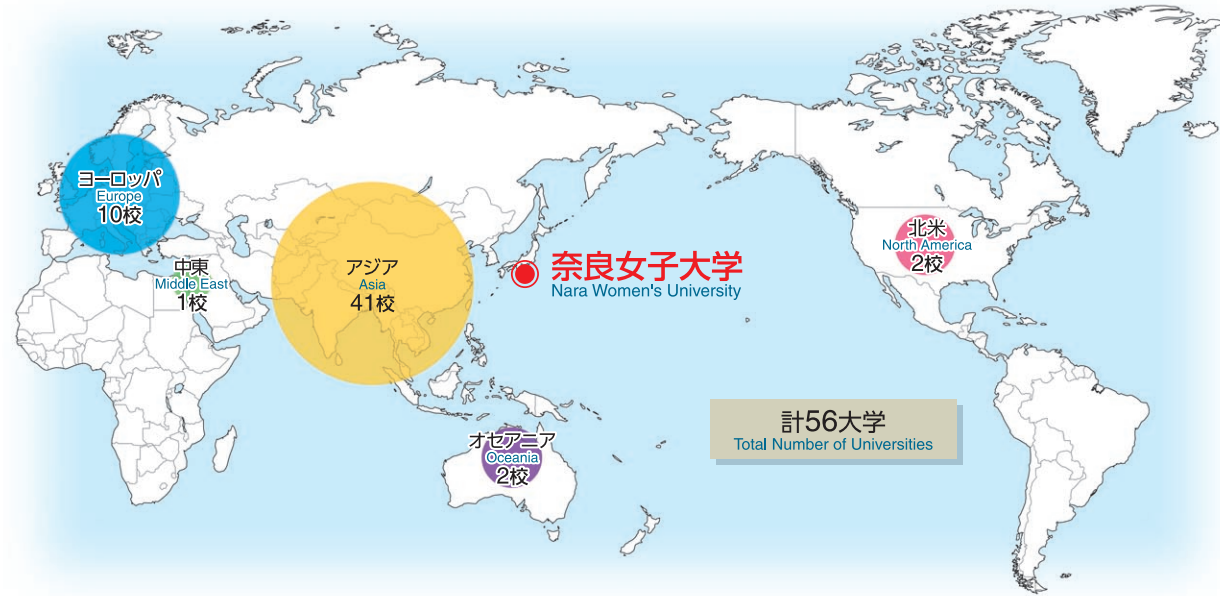 ヨーロッパ
Europe
10校
中東
Middle East
1校
アジア
Asia
41校
奈良女子大学
Nara Women's University
北米
North America
2校
オセアニア
Oceania
2校
計56大学
Total Number of Universities